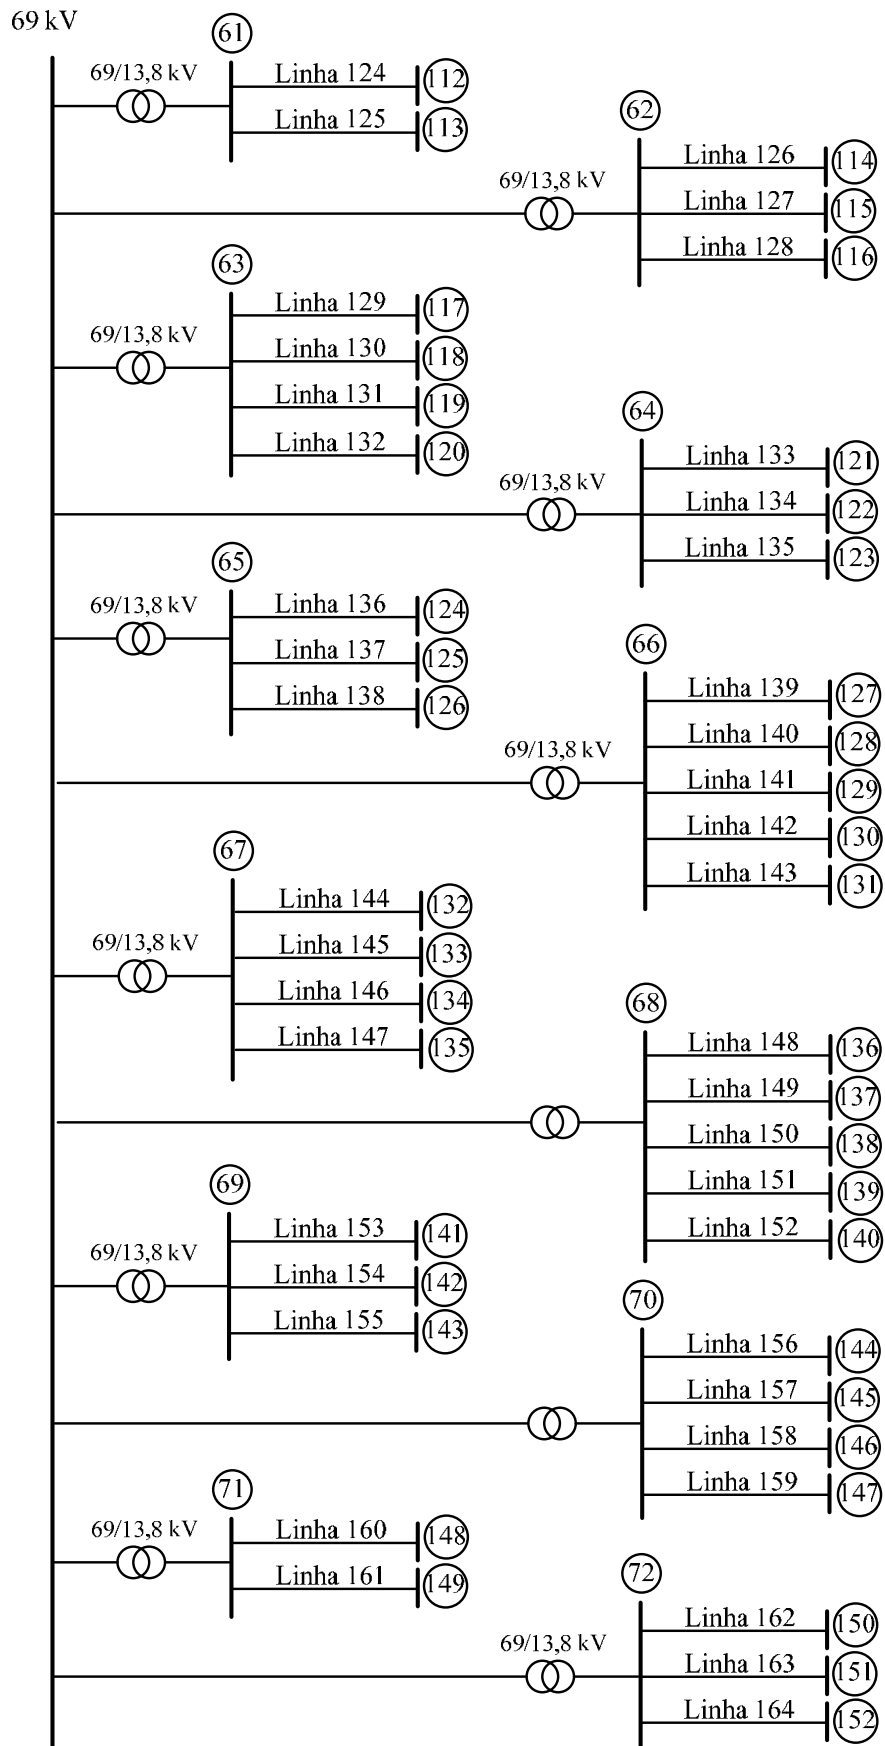 69 kV
61
69/13,8 kV
Linha 124
112
Linha 125
113
62
69/13,8 kV
Linha 126
114
Linha 127
115
Linha 128
116
63
69/13,8 kV
Linha 129
117
Linha 130
118
Linha 131
119
Linha 132
120
64
69/13,8 kV
Linha 133
121
Linha 134
122
Linha 135
123
65
69/13,8 kV
Linha 136
124
Linha 137
125
Linha 138
126
66
69/13,8 kV
Linha 139
127
Linha 140
128
Linha 141
129
Linha 142
130
Linha 143
131
67
69/13,8 kV
Linha 144
132
Linha 145
133
Linha 146
134
Linha 147
135
68
Linha 148
136
Linha 149
137
Linha 150
138
Linha 151
139
Linha 152
140
69
69/13,8 kV
Linha 153
141
Linha 154
142
Linha 155
143
70
Linha 156
144
Linha 157
145
Linha 158
146
Linha 159
147
71
69/13,8 kV
Linha 160
148
Linha 161
149
72
69/13,8 kV
Linha 162
150
Linha 163
151
Linha 164
152